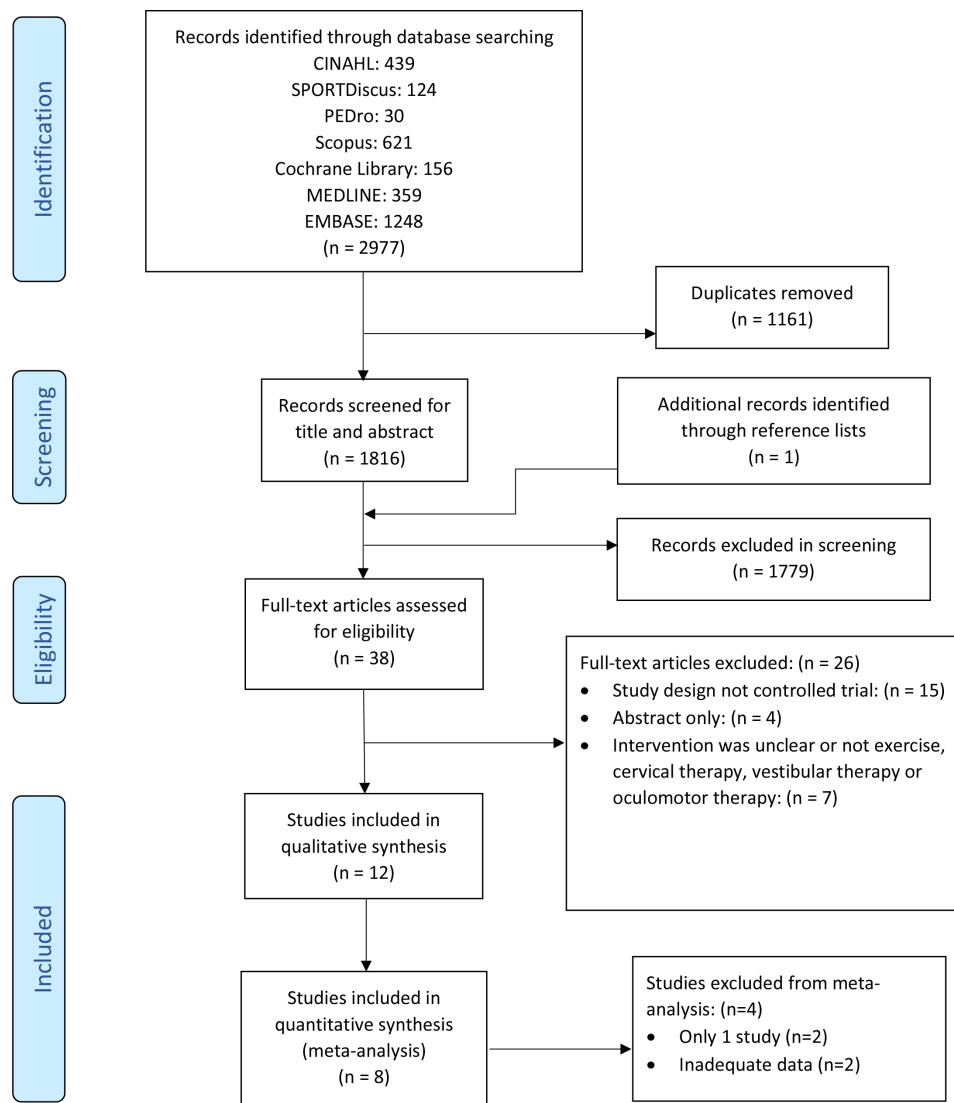 Identification
Records identified through database searching
CINAHL: 439
SPORTDiscus: 124
PEDro: 30
Scopus: 621
Cochrane Library: 156
MEDLINE: 359
EMBASE: 1248
(n = 2977)
Duplicates removed
(n = 1161)
Screening
Records screened for
title and abstract
(n = 1816)
Additional records identified
through reference lists
(n = 1)
Records excluded in screening
(n = 1779)
Eligibility
Full-text articles assessed
for eligibility
(n = 38)
Full-text articles excluded: (n = 26)
• Study design not controlled trial: (n = 15)
• Abstract only: (n = 4)
• Intervention was unclear or not exercise,
cervical therapy, vestibular therapy or
oculomotor therapy: (n = 7)
Included
Studies included in
qualitative synthesis
(n = 12)
Studies included in
quantitative synthesis
(meta-analysis)
(n = 8)
Studies excluded from meta-
analysis: (n=4)
• Only 1 study (n=2)
• Inadequate data (n=2)